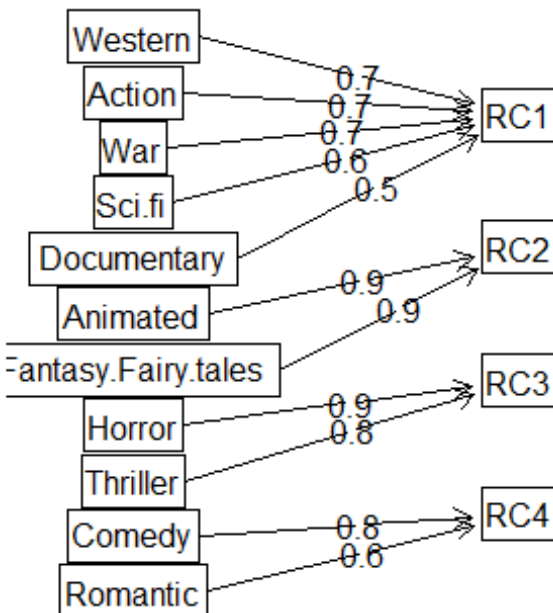 Western
Action
War
Sci.fi
Documentary
Animated
Fantasy.Fairy.tales
Horror
Thriller
Comedy
Romantic
0.7
0.7
0.7
0.6
0.5
0.9
0.9
0.9
0.8
0.8
0.6
RC1
RC2
RC3
RC4